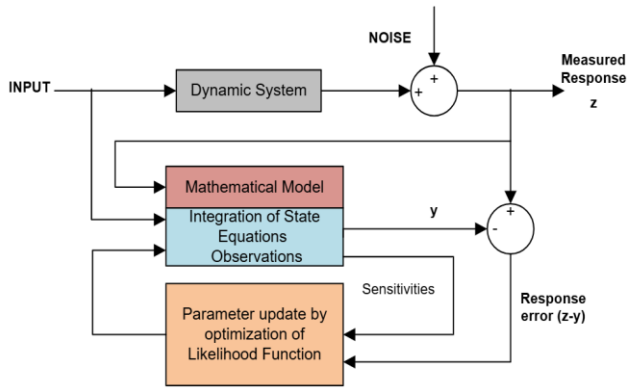 NOISE
Measured
Response
z
INPUT
Dynamic System
+
+
Mathematical Model
Integration of State
Equations
Observations
y
+
-
Sensitivities
Parameter update by
optimization of
Likelihood Function
Response
error (z-y)